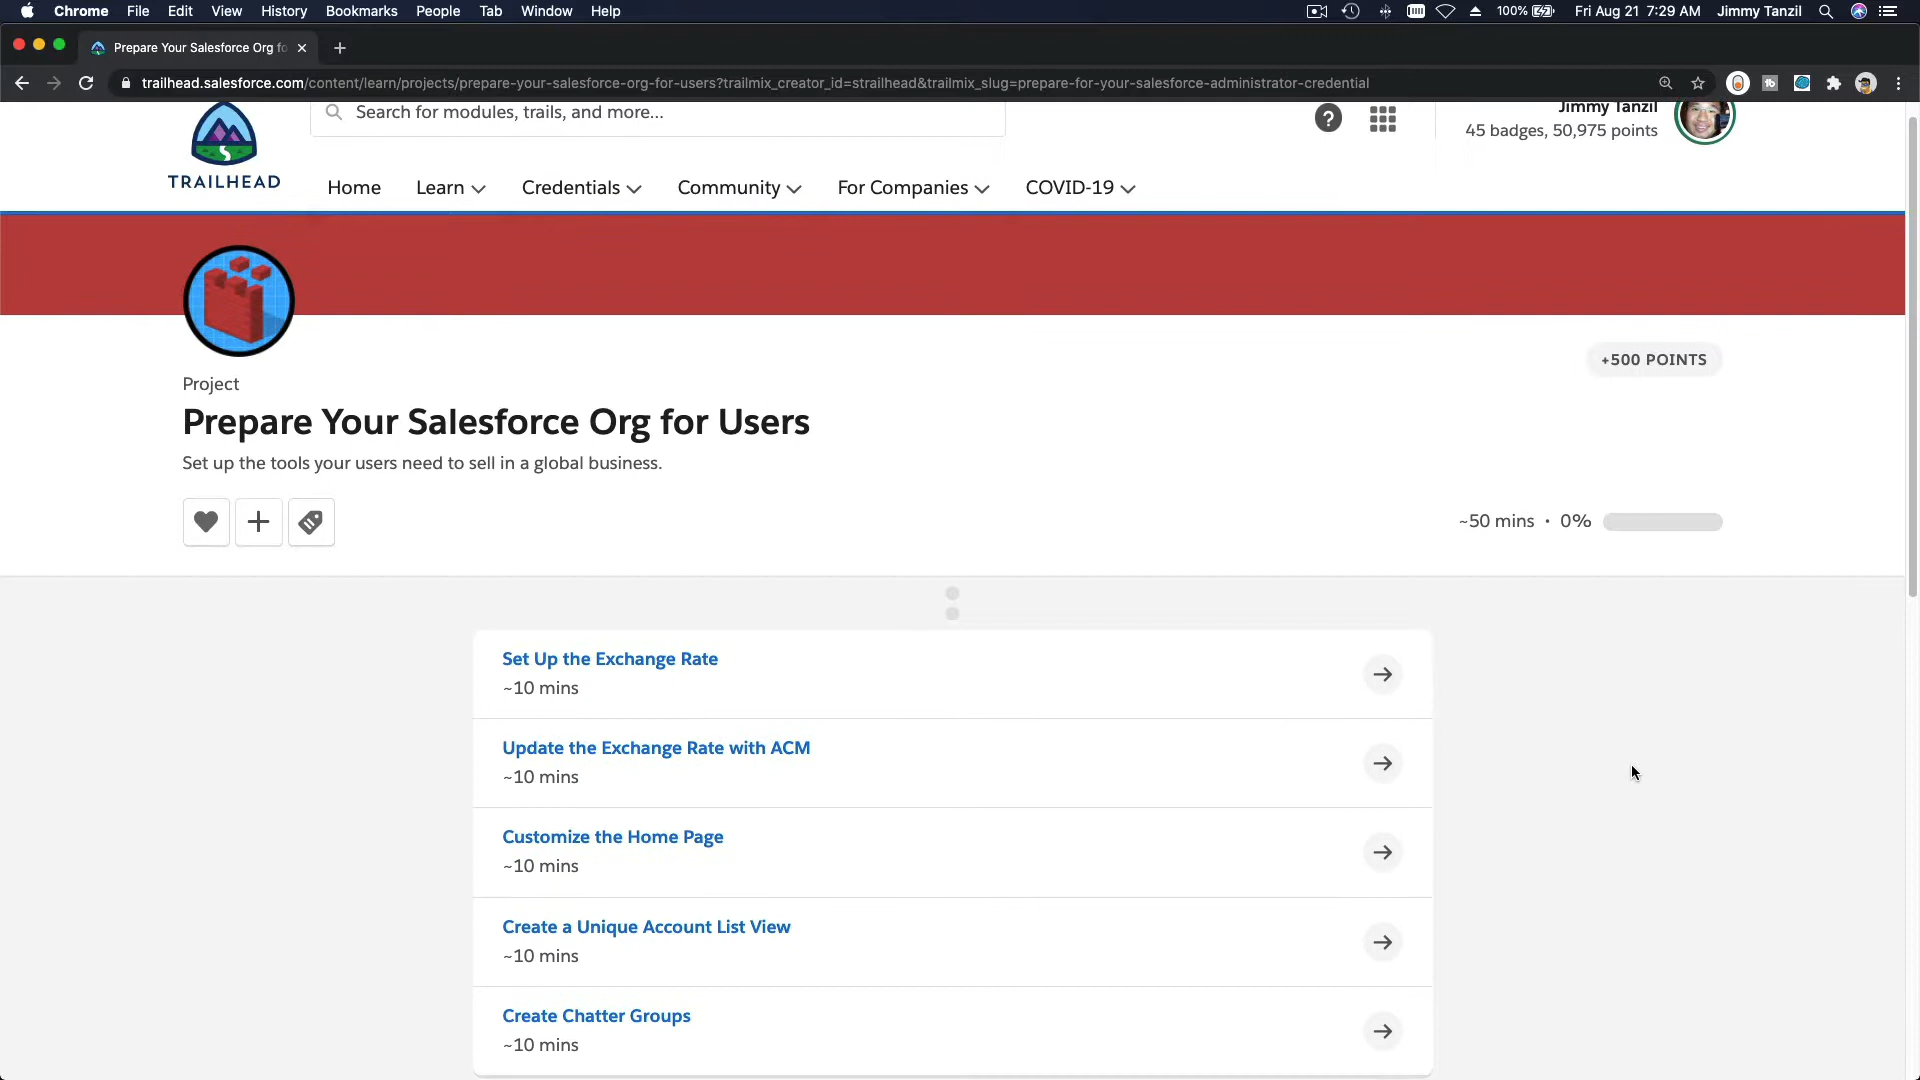 Chrome File Edit View History Bookmarks People Tab Window Help 100% Fri Aug 21 7:29 AM Jimmy Tanzil
Prepare Your Salesforce Org fo
trailhead.salesforce.com/content/learn/projects/prepare-your-salesforce-org-for-users?trailmix_creator_id=strailhead&trailmix_slug=prepare-for-your-salesforce-administrator-credential
Search for modules, trails, and more...
Jimmy Tanzil
45 badges, 50,975 points
TRAILHEAD
Home Learn Credentials Community For Companies COVID-19
+500 POINTS
Project
Prepare Your Salesforce Org for Users
Set up the tools your users need to sell in a global business.
~50 mins • 0%
Set Up the Exchange Rate
~10 mins
Update the Exchange Rate with ACM
~10 mins
Customize the Home Page
~10 mins
Create a Unique Account List View
~10 mins
Create Chatter Groups
~10 mins